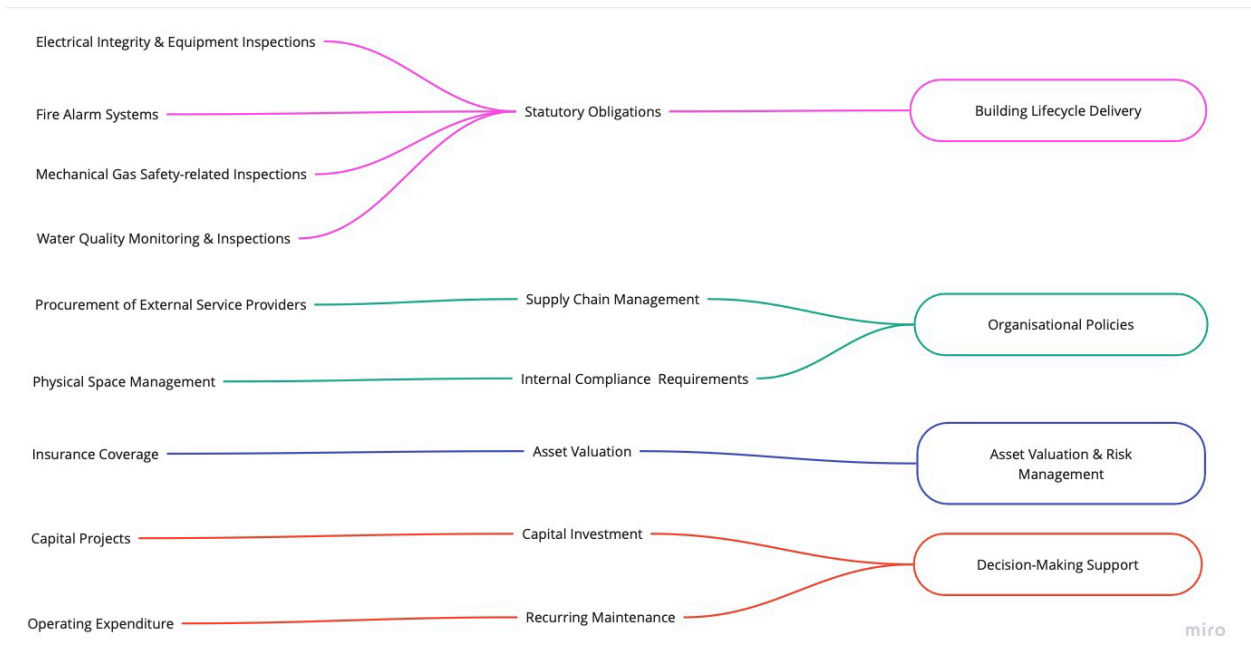 Electrical Integrity & Equipment Inspections
Fire Alarm Systems
Statutory Obligations
Building Lifecycle Delivery
Mechanical Gas Safety-related Inspections
Water Quality Monitoring & Inspections
Procurement of External Service Providers
Supply Chain Management
Organisational Policies
Physical Space Management
Internal Compliance Requirements
Insurance Coverage
Asset Valuation
Asset Valuation & Risk
Management
Capital Projects
Capital Investment
Decision-Making Support
Operating Expenditure
Recurring Maintenance
miro